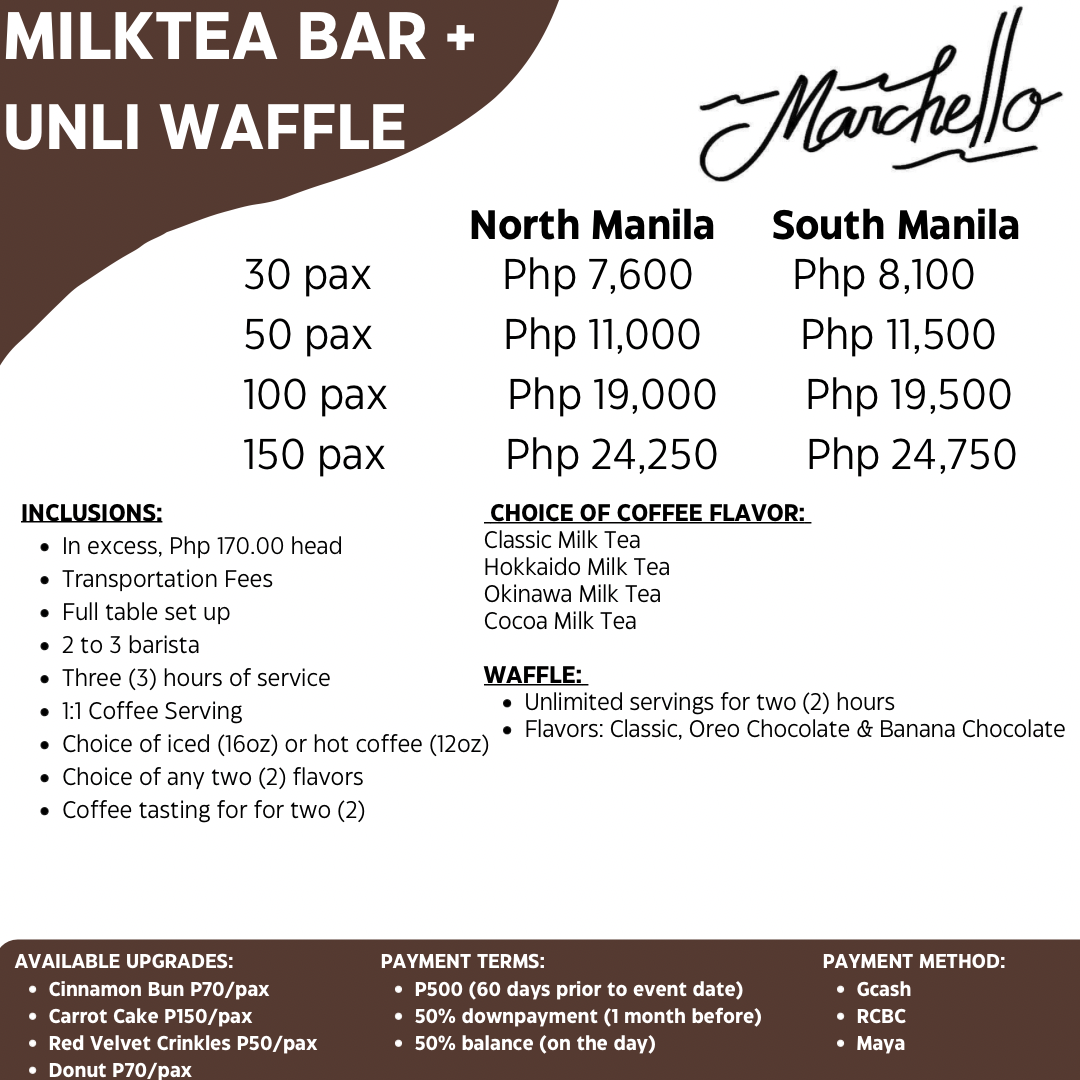 MILKTEA BAR +
UNLI WAFFLE
Marchello
North Manila South Manila
30 pax Php 7,600 Php 8,100
50 pax Php 11,000 Php 11,500
100 pax Php 19,000 Php 19,500
150 pax Php 24,250 Php 24,750
INCLUSIONS:
• In excess, Php 170.00 head
• Transportation Fees
• Full table set up
• 2 to 3 barista
• Three (3) hours of service
• 1:1 Coffee Serving
• Choice of iced (16oz) or hot coffee (12oz)
• Choice of any two (2) flavors
• Coffee tasting for for two (2)
CHOICE OF COFFEE FLAVOR:
Classic Milk Tea
Hokkaido Milk Tea
Okinawa Milk Tea
Cocoa Milk Tea
WAFFLE:
• Unlimited servings for two (2) hours
• Flavors: Classic, Oreo Chocolate & Banana Chocolate
AVAILABLE UPGRADES:
• Cinnamon Bun P70/pax
• Carrot Cake P150/pax
• Red Velvet Crinkles P50/pax
• Donut P70/pax
PAYMENT TERMS:
• P500 (60 days prior to event date)
• 50% downpayment (1 month before)
• 50% balance (on the day)
PAYMENT METHOD:
• Gcash
• RCBC
• Maya